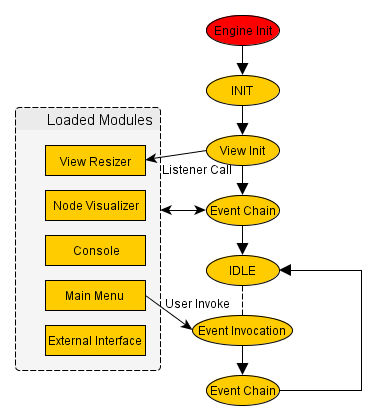 Engine Init
INIT
Loaded Modules
View Init
View Resizer
Listener Call
Node Visualizer
Event Chain
Console
IDLE
Main Menu
User Invoke
Event Invocation
External Interface
Event Chain